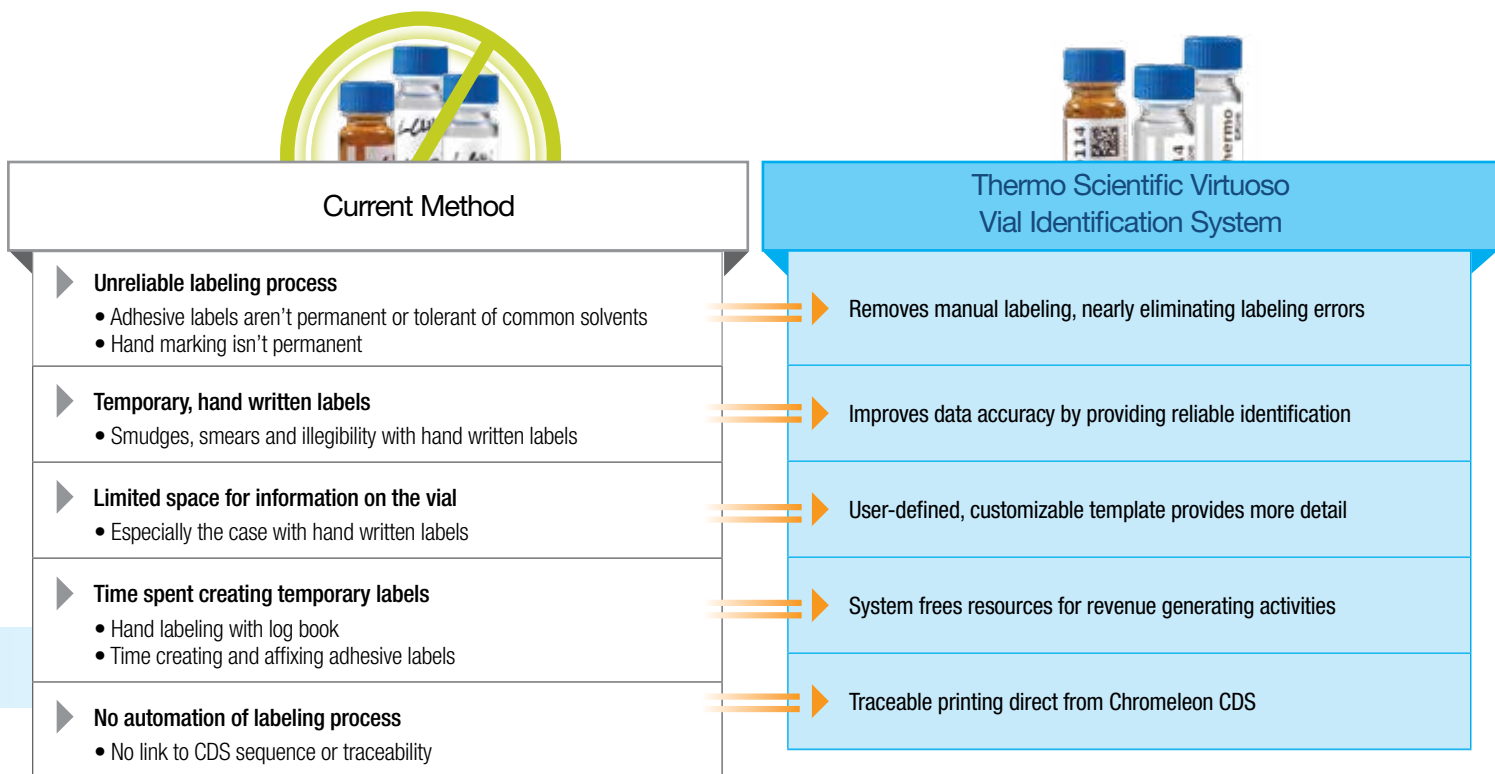 Current Method
Unreliable labeling process
• Adhesive labels aren't permanent or tolerant of common solvents
• Hand marking isn't permanent
Temporary, hand written labels
• Smudges, smears and illegibility with hand written labels
Limited space for information on the vial
• Especially the case with hand written labels
Time spent creating temporary labels
• Hand labeling with log book
• Time creating and affixing adhesive labels
No automation of labeling process
• No link to CDS sequence or traceability
114
14
thermo
Thermo Scientific Virtuoso
Vial Identification System
Removes manual labeling, nearly eliminating labeling errors
Improves data accuracy by providing reliable identification
User-defined, customizable template provides more detail
System frees resources for revenue generating activities
Traceable printing direct from Chromeleon CDS